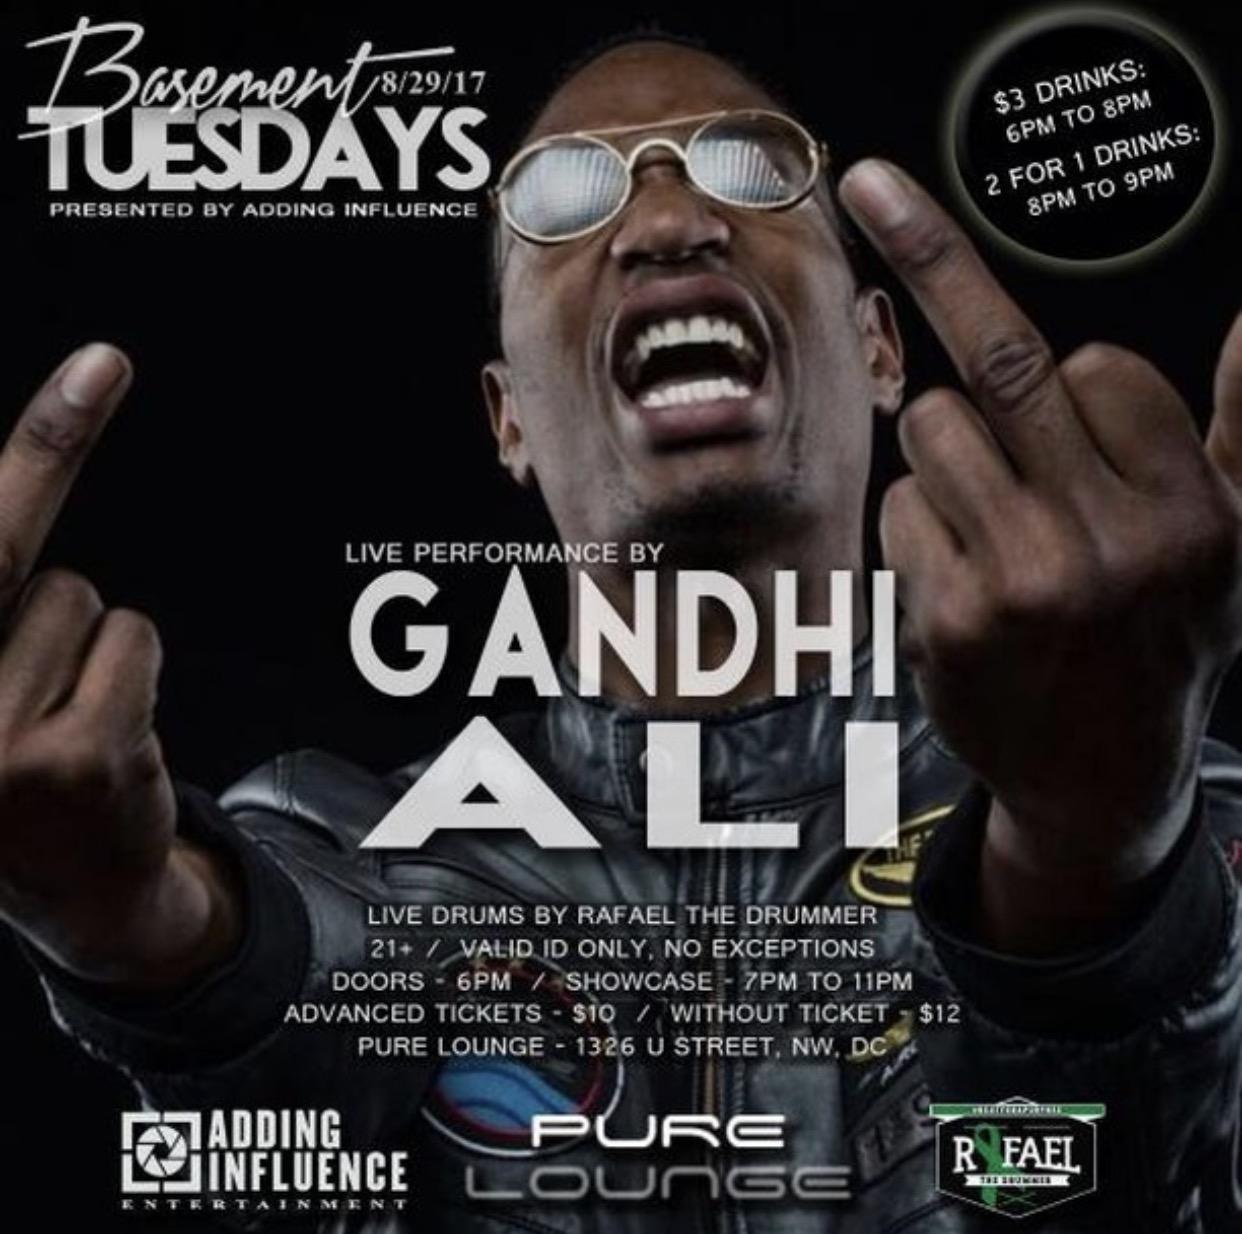 Basement 8/29/17
TUESDAYS
PRESENTED BY ADDING INFLUENCE
$3 DRINKS:
6PM TO 8PM
2 FOR 1 DRINKS:
8PM TO 9PM
LIVE PERFORMANCE BY
GANDHI
ALI
THE
LIVE DRUMS BY RAFAEL THE DRUMMER
21+ / VALID ID ONLY, NO EXCEPTIONS
DOORS - 6PM / SHOWCASE - 7PM TO 11PM
ADVANCED TICKETS - $10 / WITHOUT TICKET - $12
PURE LOUNGE - 1326 U STREET, NW, DC
ADDING
INFLUENCE
ENTERTAINMENT
PURE
LOUNGE
RAFAEL
THE DRUMMER